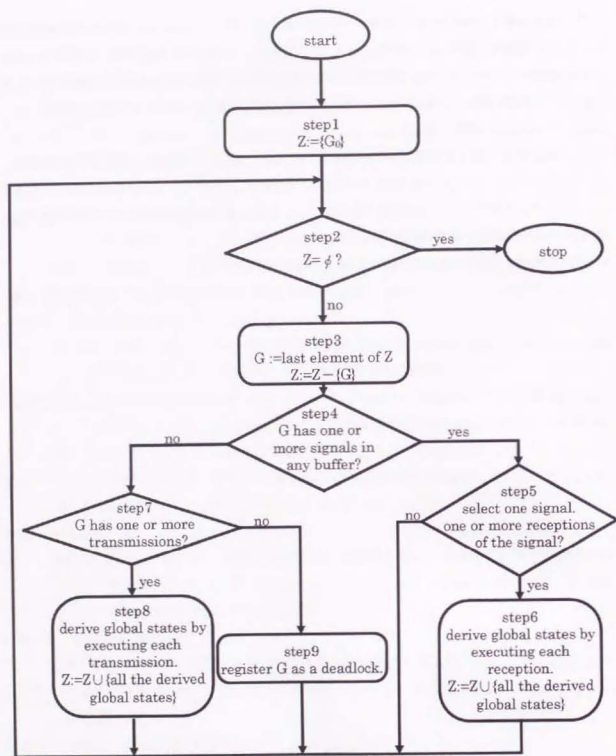 start
step1
Z:={G₀}
step2
Z= ϕ ?
yes
stop
no
step3
G :=last element of Z
Z:=Z−{G}
step4
G has one or
more signals in
any buffer?
no
yes
step7
G has one or more
transmissions?
no
yes
step5
select one signal.
one or more receptions
of the signal?
no
yes
step8
derive global states by
executing each
transmission.
Z:=Z∪{all the derived
global states}
step9
register G as a deadlock.
step6
derive global states by
executing each
reception.
Z:=Z∪{all the derived
global states}